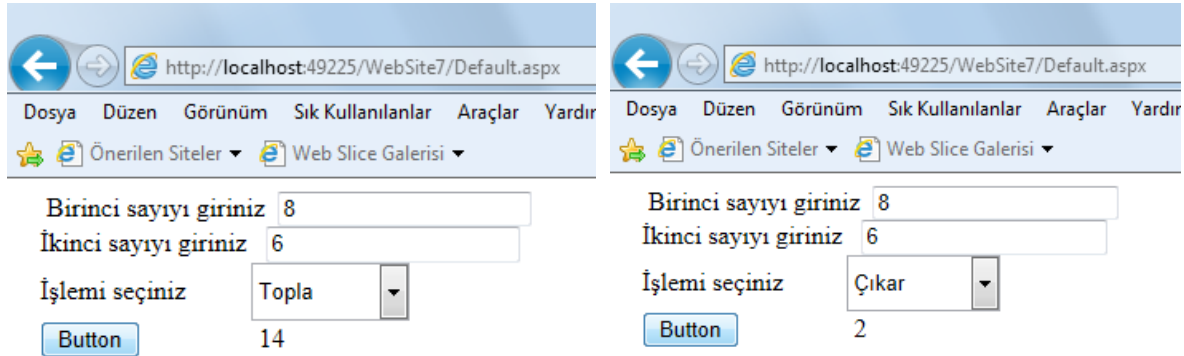 http://localhost:49225/WebSite7/Default.aspx
Dosya Düzen Görünüm Sık Kullanılanlar Araçlar
Önerilen Siteler Web Slice Galerisi
Birinci sayıyı giriniz 8
İkinci sayıyı giriniz 6
İşlemi seçiniz Topla
Button 14
http://localhost:49225/WebSite7/Default.aspx
Dosya Düzen Görünüm Sık Kullanılanlar Araçlar
Önerilen Siteler Web Slice Galerisi
Birinci sayıyı giriniz 8
İkinci sayıyı giriniz 6
İşlemi seçiniz Çıkar
Button 2